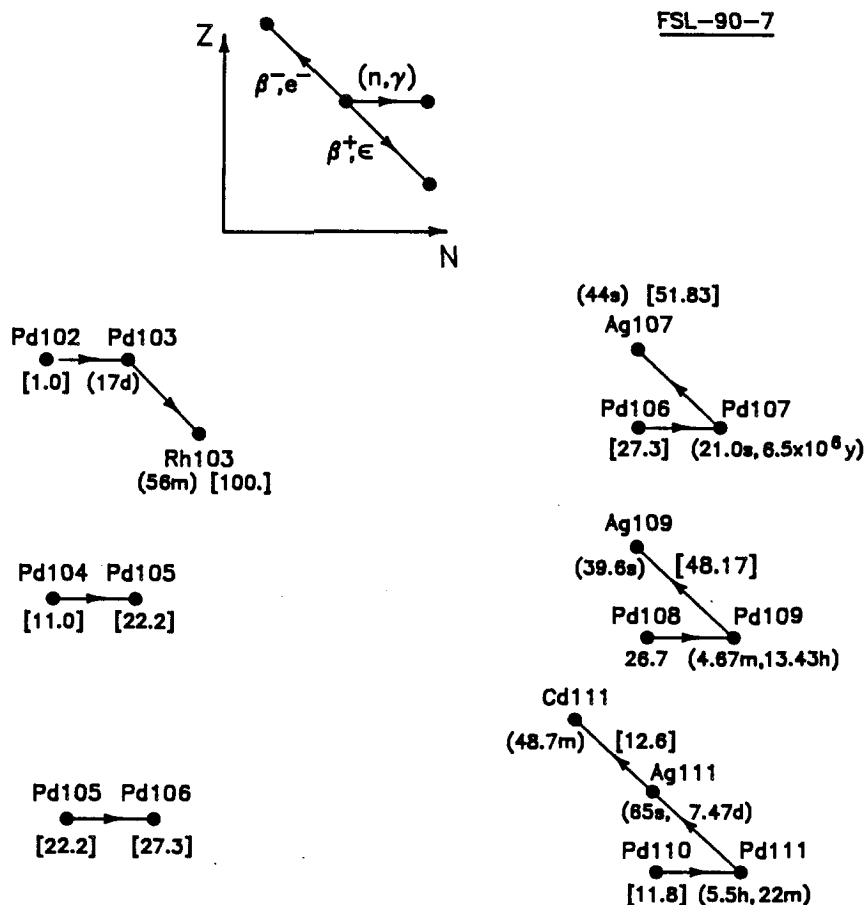 FSL-90-7
Z
β⁻,e⁻
(n,γ)
β⁺,ϵ
N
Pd102 Pd103
[1.0] (17d)
Rh103
(56m) [100.]
(44s) [51.83]
Ag107
Pd106 Pd107
[27.3] (21.0s, 6.5x10⁶y)
Pd104 Pd105
[11.0] [22.2]
Ag109
(39.6s) [48.17]
Pd108 Pd109
26.7 (4.67m, 13.43h)
Pd105 Pd106
[22.2] [27.3]
Cd111
(48.7m) [12.6]
Ag111
(65s, 7.47d)
Pd110 Pd111
[11.8] (5.5h, 22m)